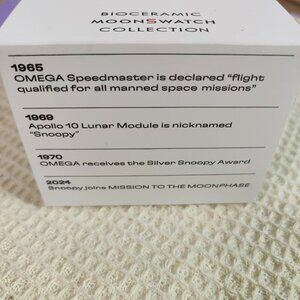 BIOCERAMIC
MOONSWATCH
COLLECTION
1965
OMEGA Speedmaster is declared “flight
qualified for all manned space missions”
1969
Apollo 10 Lunar Module is nicknamed
“Snoopy”
1970
OMEGA receives the Silver Snoopy Award
2024
Snoopy joins MISSION TO THE MOONPHASE